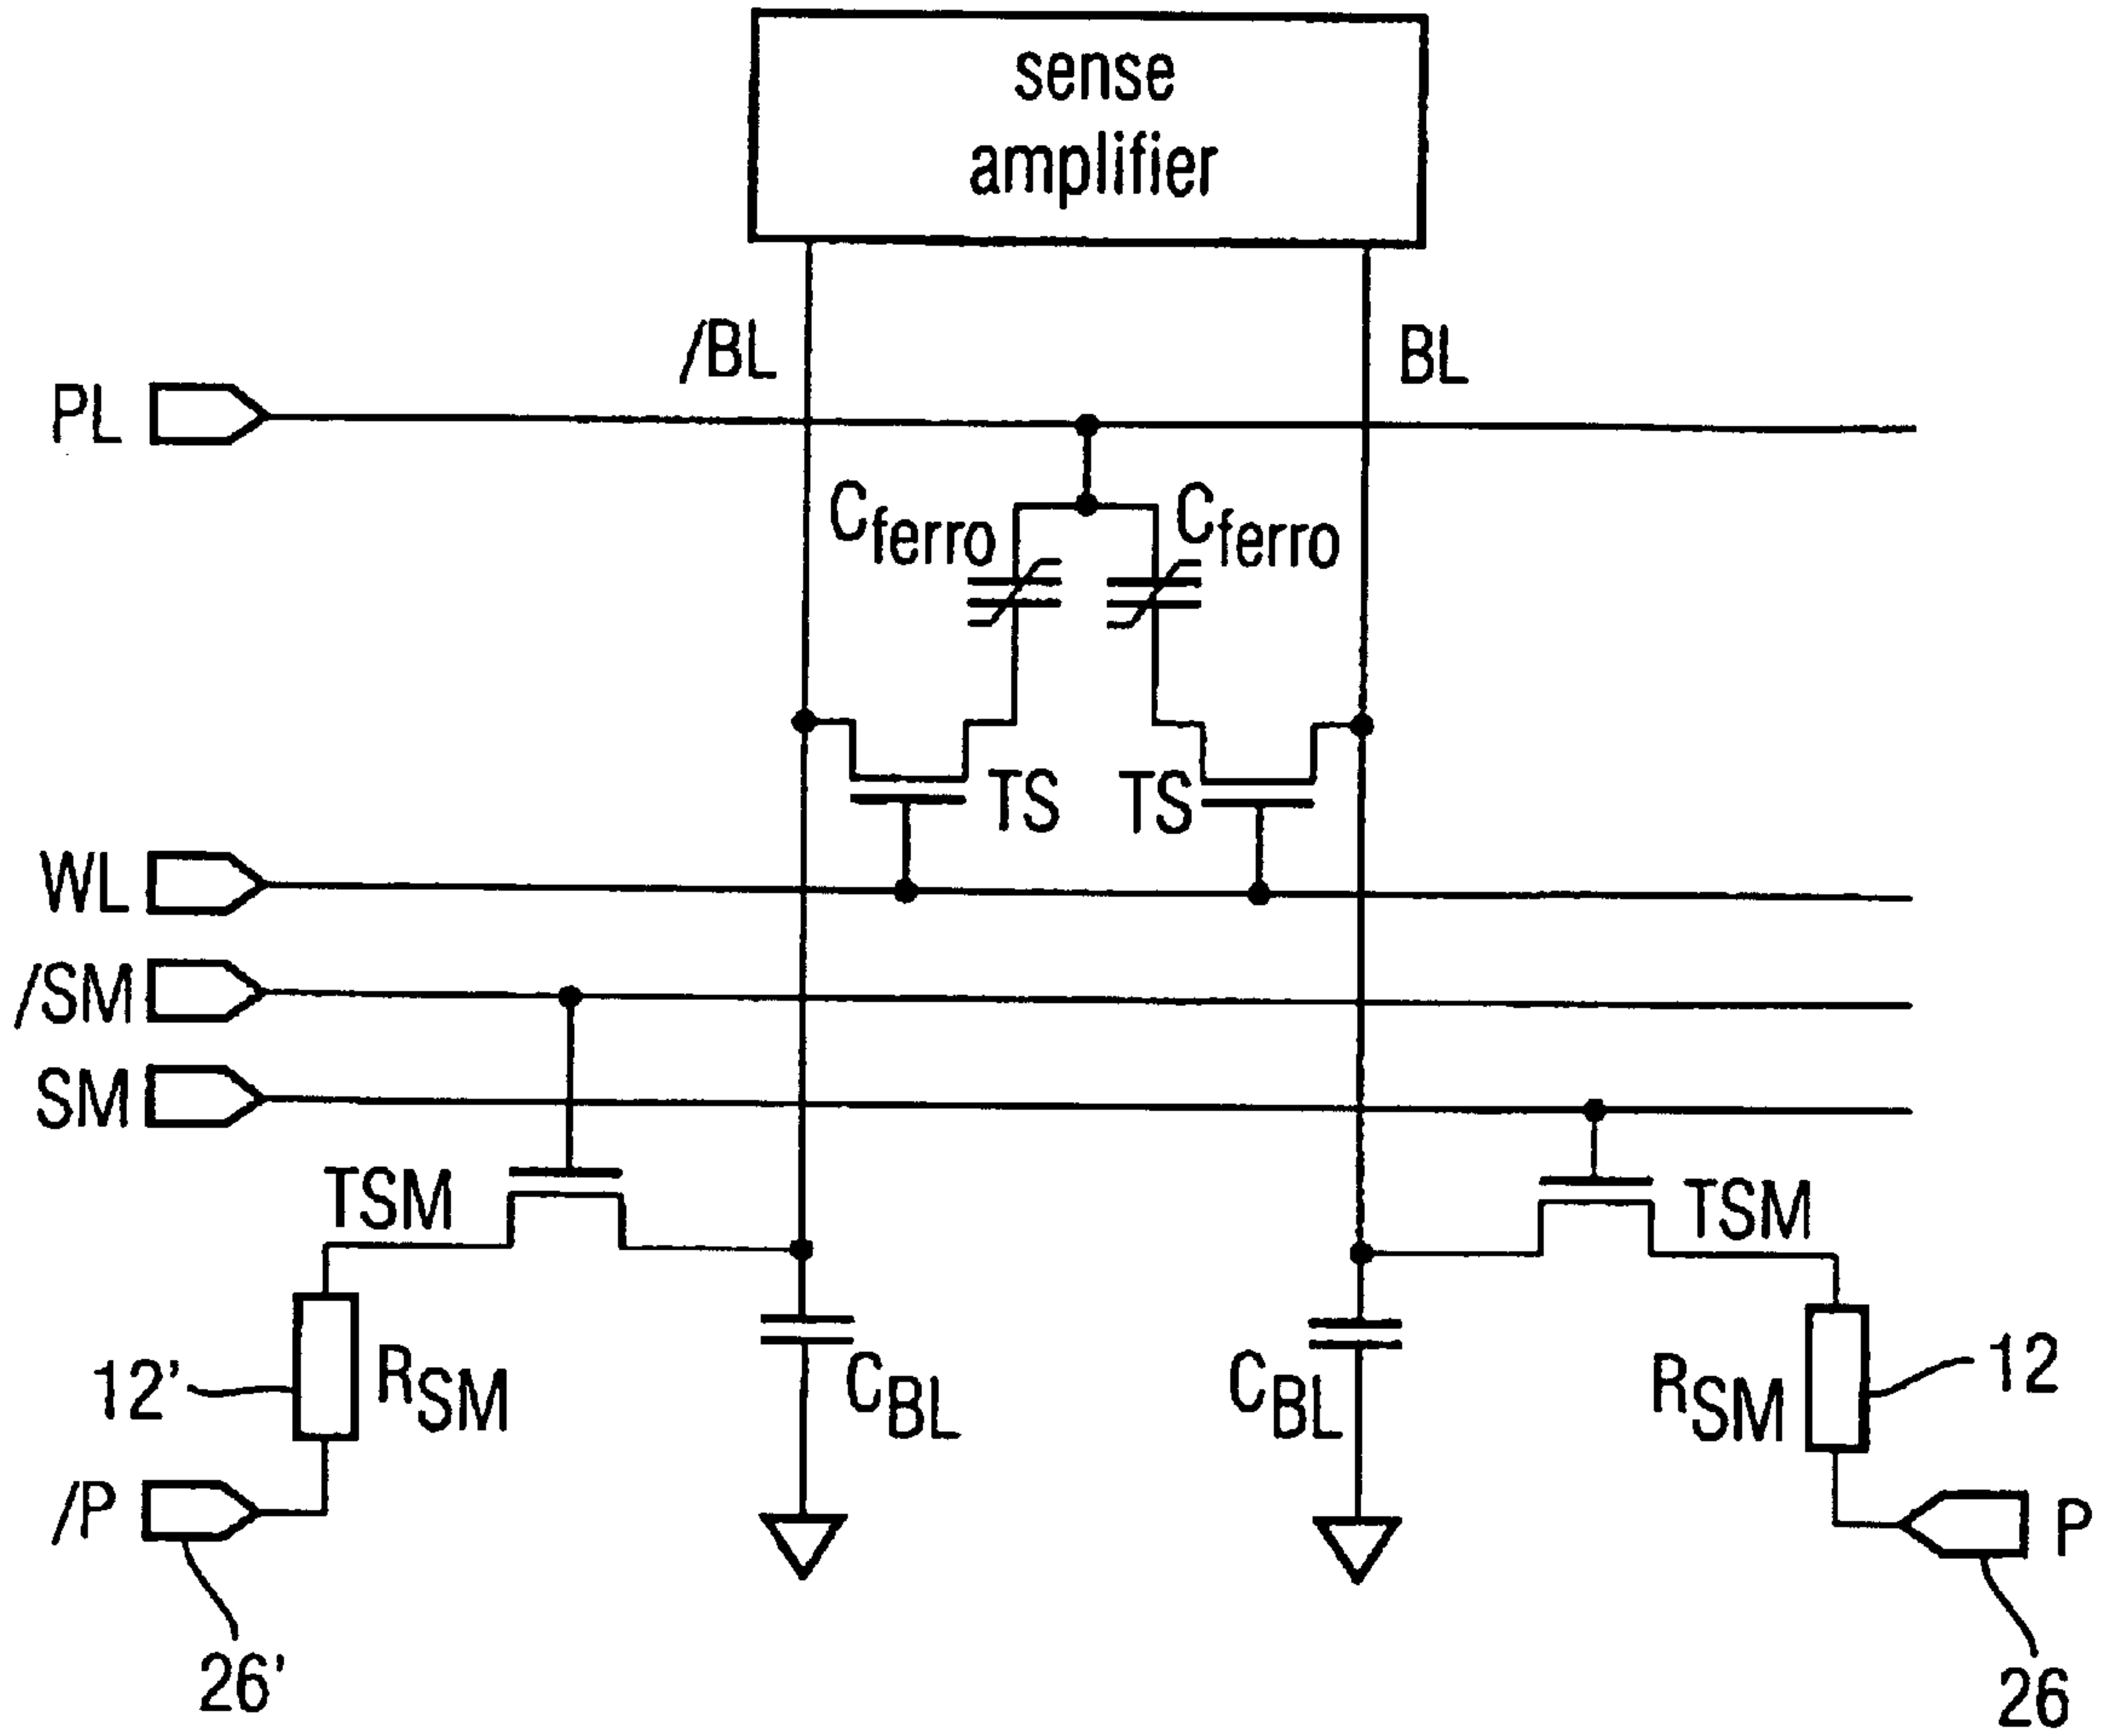 sense
amplifier
/BL
BL
PL
Cferro
Cferro
TS
TS
WL
/SM
SM
TSM
TSM
12'
RSM
CBL
CBL
RSM
12
/P
P
26'
26